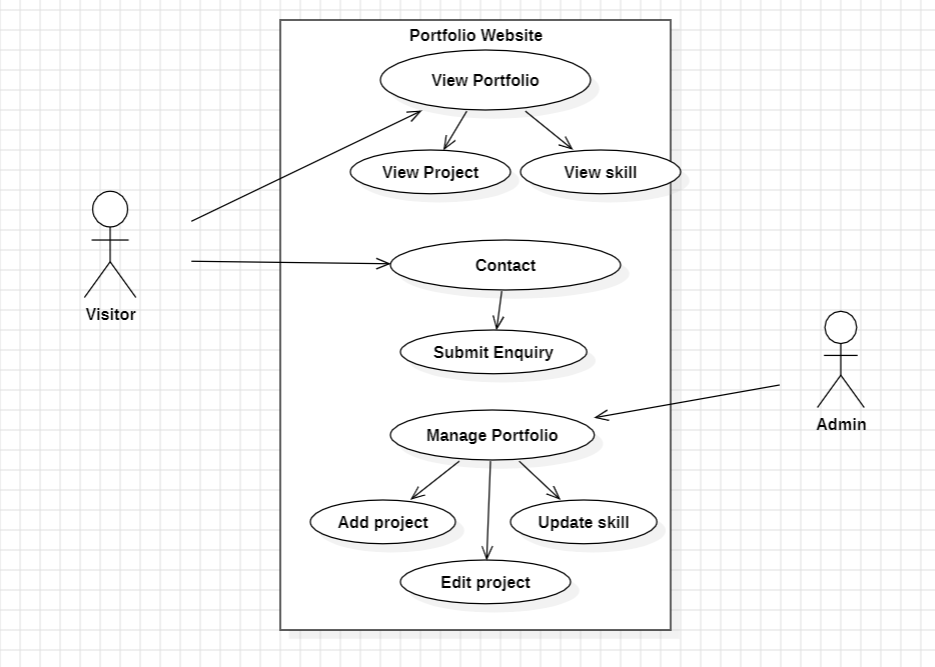 Portfolio Website
View Portfolio
View Project
View skill
Contact
Visitor
Submit Enquiry
Admin
Manage Portfolio
Add project
Update skill
Edit project